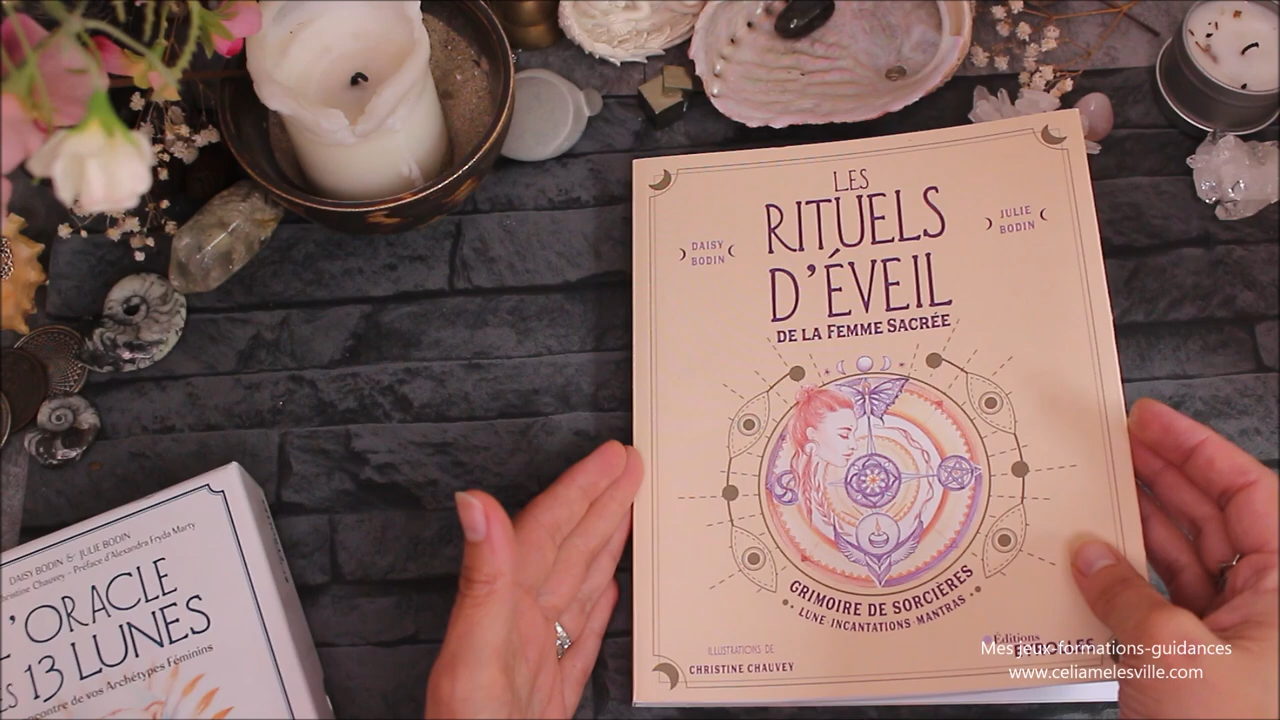 LES
RITUELS
D'ÉVEIL
DE LA FEMME SACRÉE
DAISY
BODIN
JULIE
BODIN
GRIMOIRE DE SORCIÈRES
LUNE · INCANTATIONS · MANTRAS
ILLUSTRATIONS DE
CHRISTINE CHAUVEY
Éditions
DAISY BODIN & JULIE BODIN
Christine Chauvey - Préface d'Alexandra Fryda Marty
L'ORACLE
13 LUNES
de vos Archétypes Féminins
Mes jeux-formations-guidances
www.celiamelesville.com